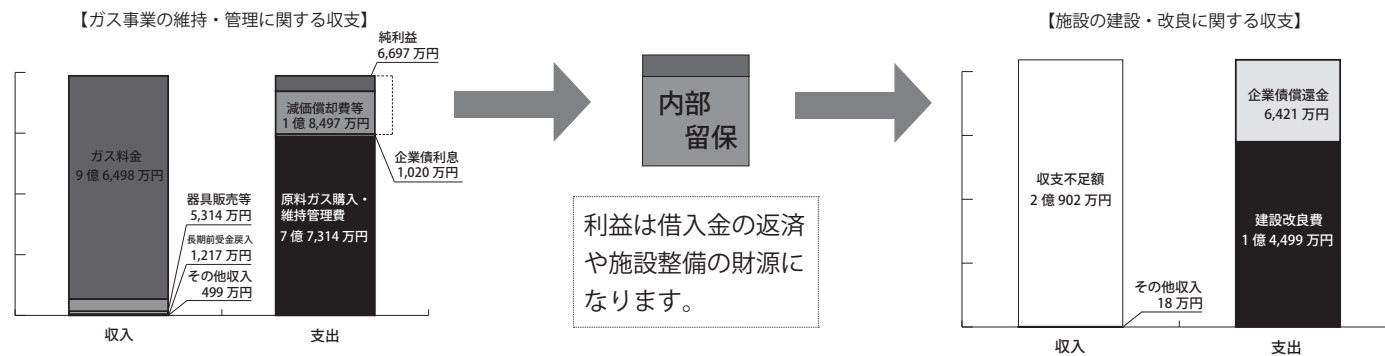 【ガス事業の維持・管理に関する収支】
純利益
6,697 万円
減価償却費等
1 億 8,497 万円
企業債利息
1,020 万円
ガス料金
9 億 6,498 万円
器具販売等
5,314 万円
長期前受金戻入
1,217 万円
その他収入
499 万円
原料ガス購入・
維持管理費
7 億 7,314 万円
収入
支出
内部
留保
利益は借入金の返済
や施設整備の財源に
なります。
【施設の建設・改良に関する収支】
収支不足額
2 億 902 万円
その他収入
18 万円
企業債償還金
6,421 万円
建設改良費
1 億 4,499 万円
収入
支出